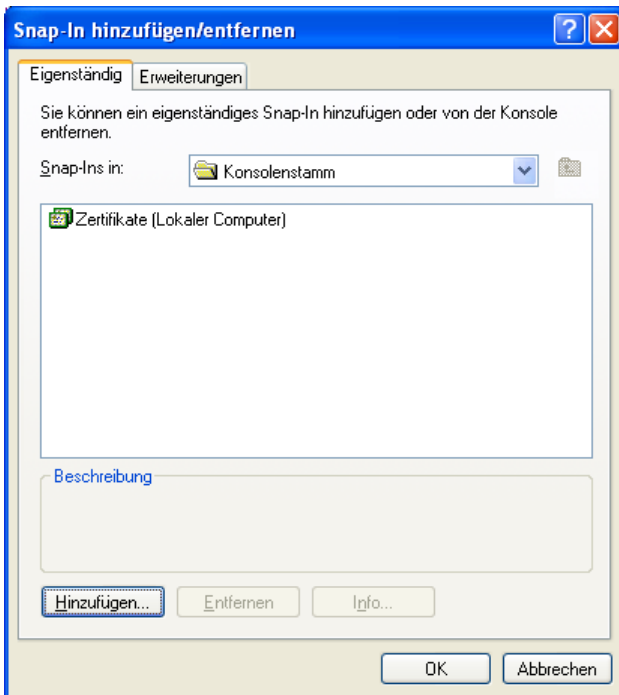 Snap-In hinzufügen/entfernen
Eigenständig Erweiterungen
Sie können ein eigenständiges Snap-In hinzufügen oder von der Konsole
entfernen.
Snap-Ins in: Konsolenstamm
Zertifikate (Lokaler Computer)
Beschreibung
Hinzufügen... Entfernen Info...
OK Abbrechen